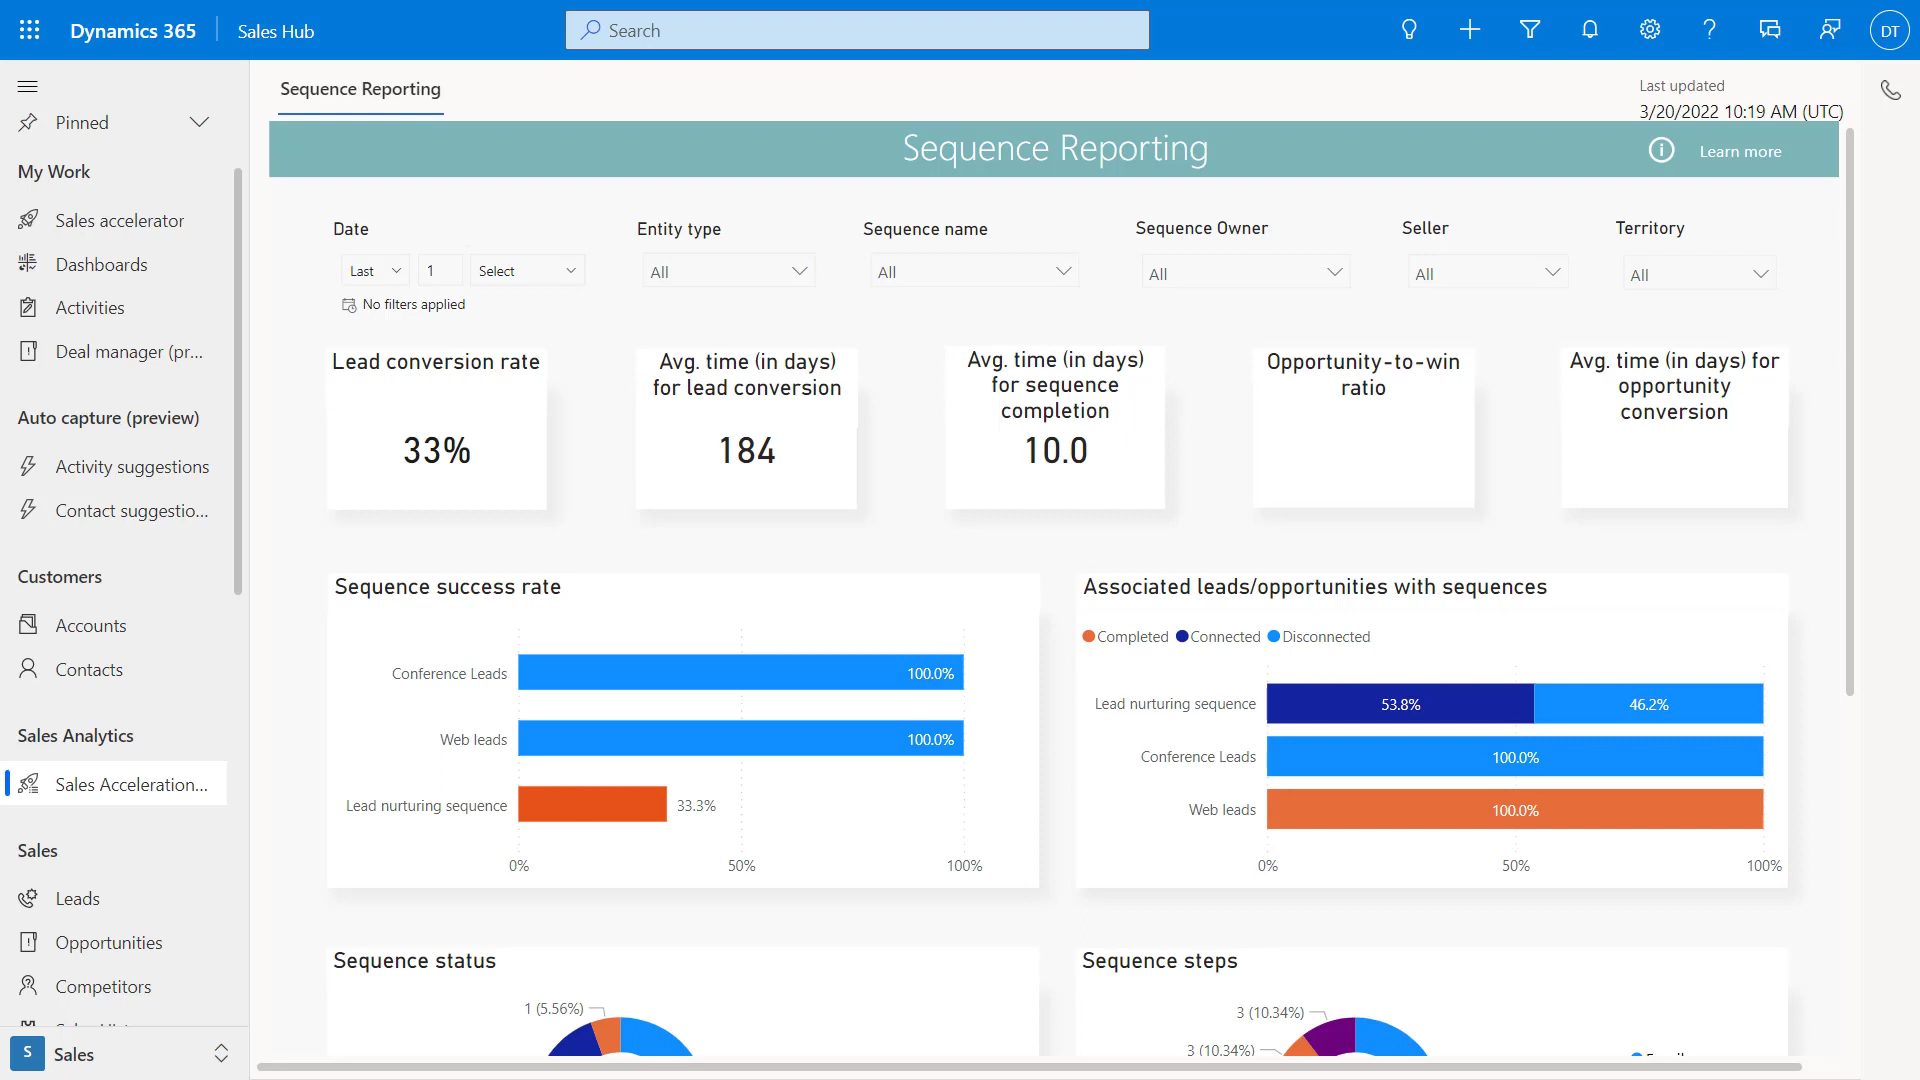 Dynamics 365
Sales Hub
Search
DT
Pinned
My Work
Sales accelerator
Dashboards
Activities
Deal manager (pr...
Auto capture (preview)
Activity suggestions
Contact suggestio...
Customers
Accounts
Contacts
Sales Analytics
Sales Acceleration...
Sales
Leads
Opportunities
Competitors
S
Sales
Sequence Reporting
Last updated
3/20/2022 10:19 AM (UTC)
Sequence Reporting
Learn more
Date
Last
1
Select
No filters applied
Entity type
All
Sequence name
All
Sequence Owner
All
Seller
All
Territory
All
Lead conversion rate
33%
Avg. time (in days)
for lead conversion
184
Avg. time (in days)
for sequence
completion
10.0
Opportunity-to-win
ratio
Avg. time (in days) for
opportunity
conversion
Sequence success rate
Conference Leads
100.0%
Web leads
100.0%
Lead nurturing sequence
33.3%
0%
50%
100%
Associated leads/opportunities with sequences
Completed
Connected
Disconnected
Lead nurturing sequence
53.8%
46.2%
Conference Leads
100.0%
Web leads
100.0%
0%
50%
100%
Sequence status
1 (5.56%)
Sequence steps
3 (10.34%)
3 (10.34%)